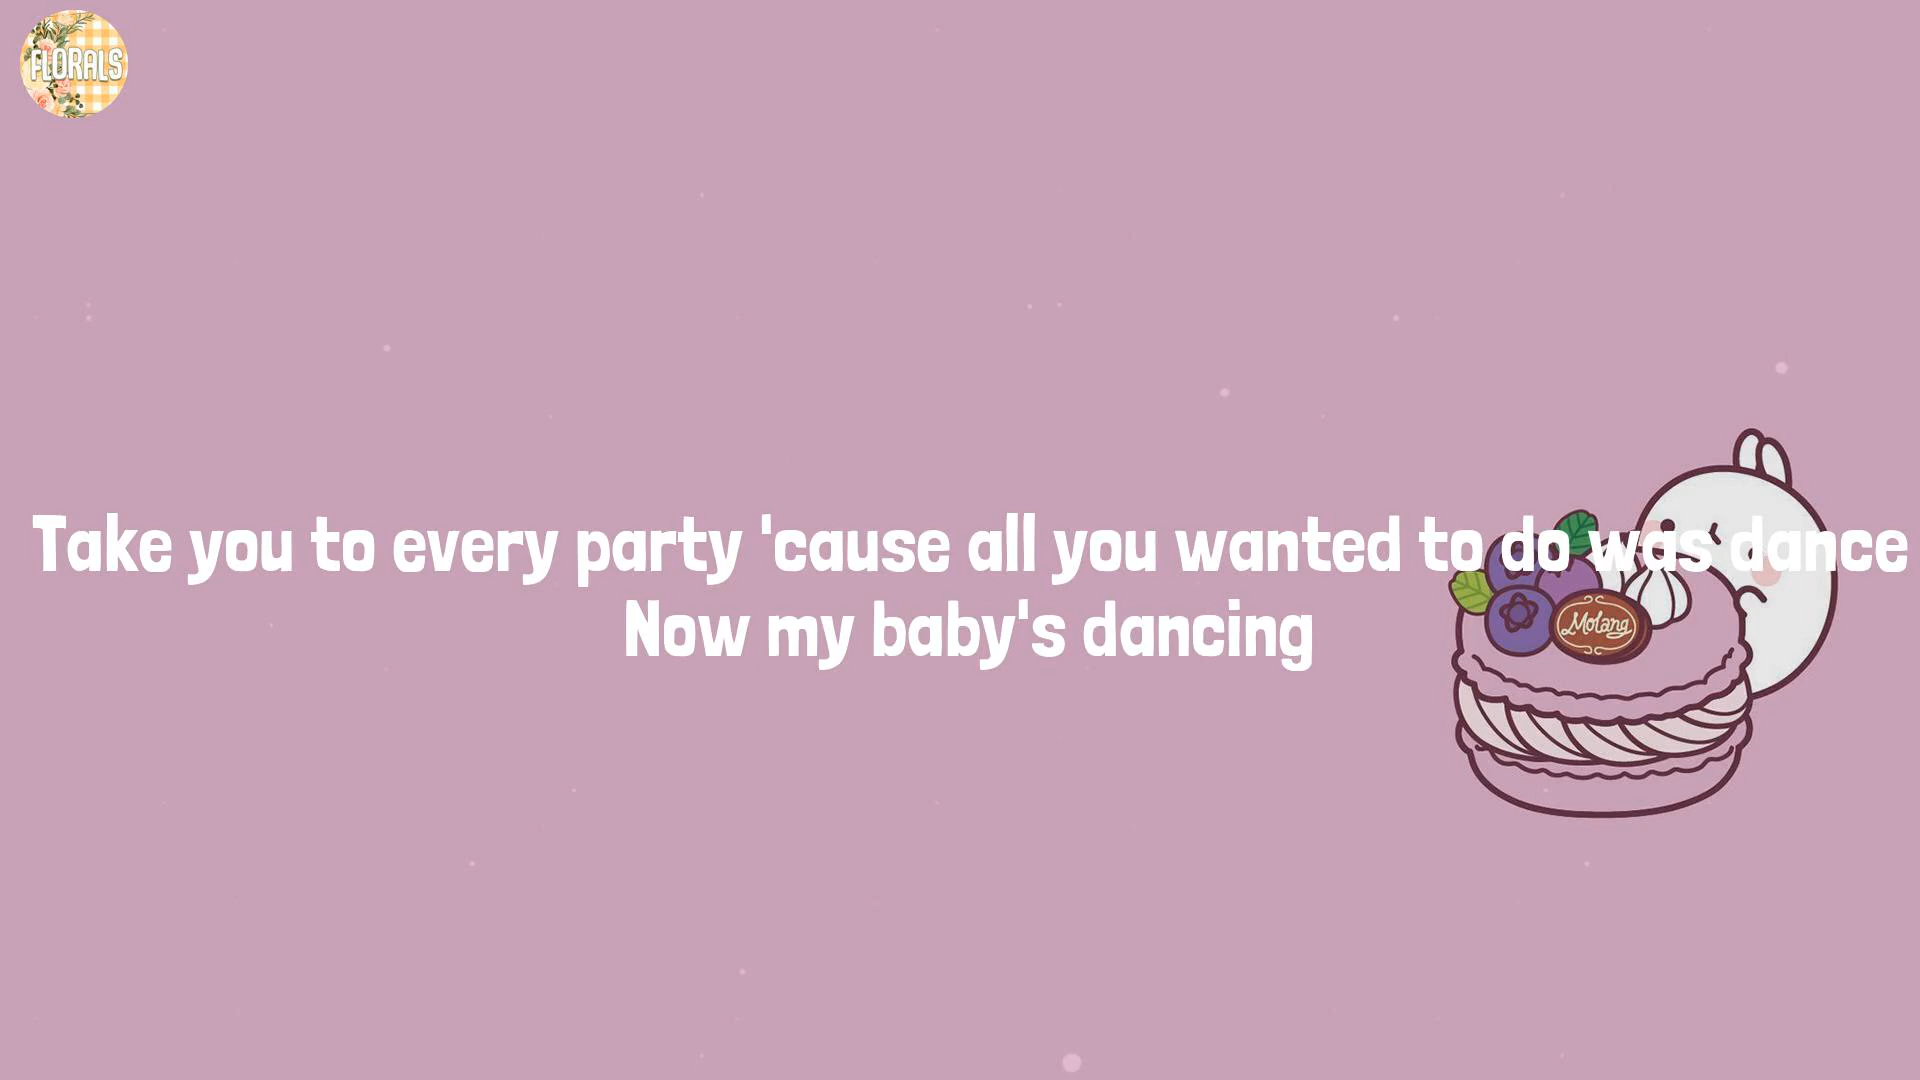 FLORALS
Take you to every party 'cause all you wanted to do was dance
Now my baby's dancing
Molang